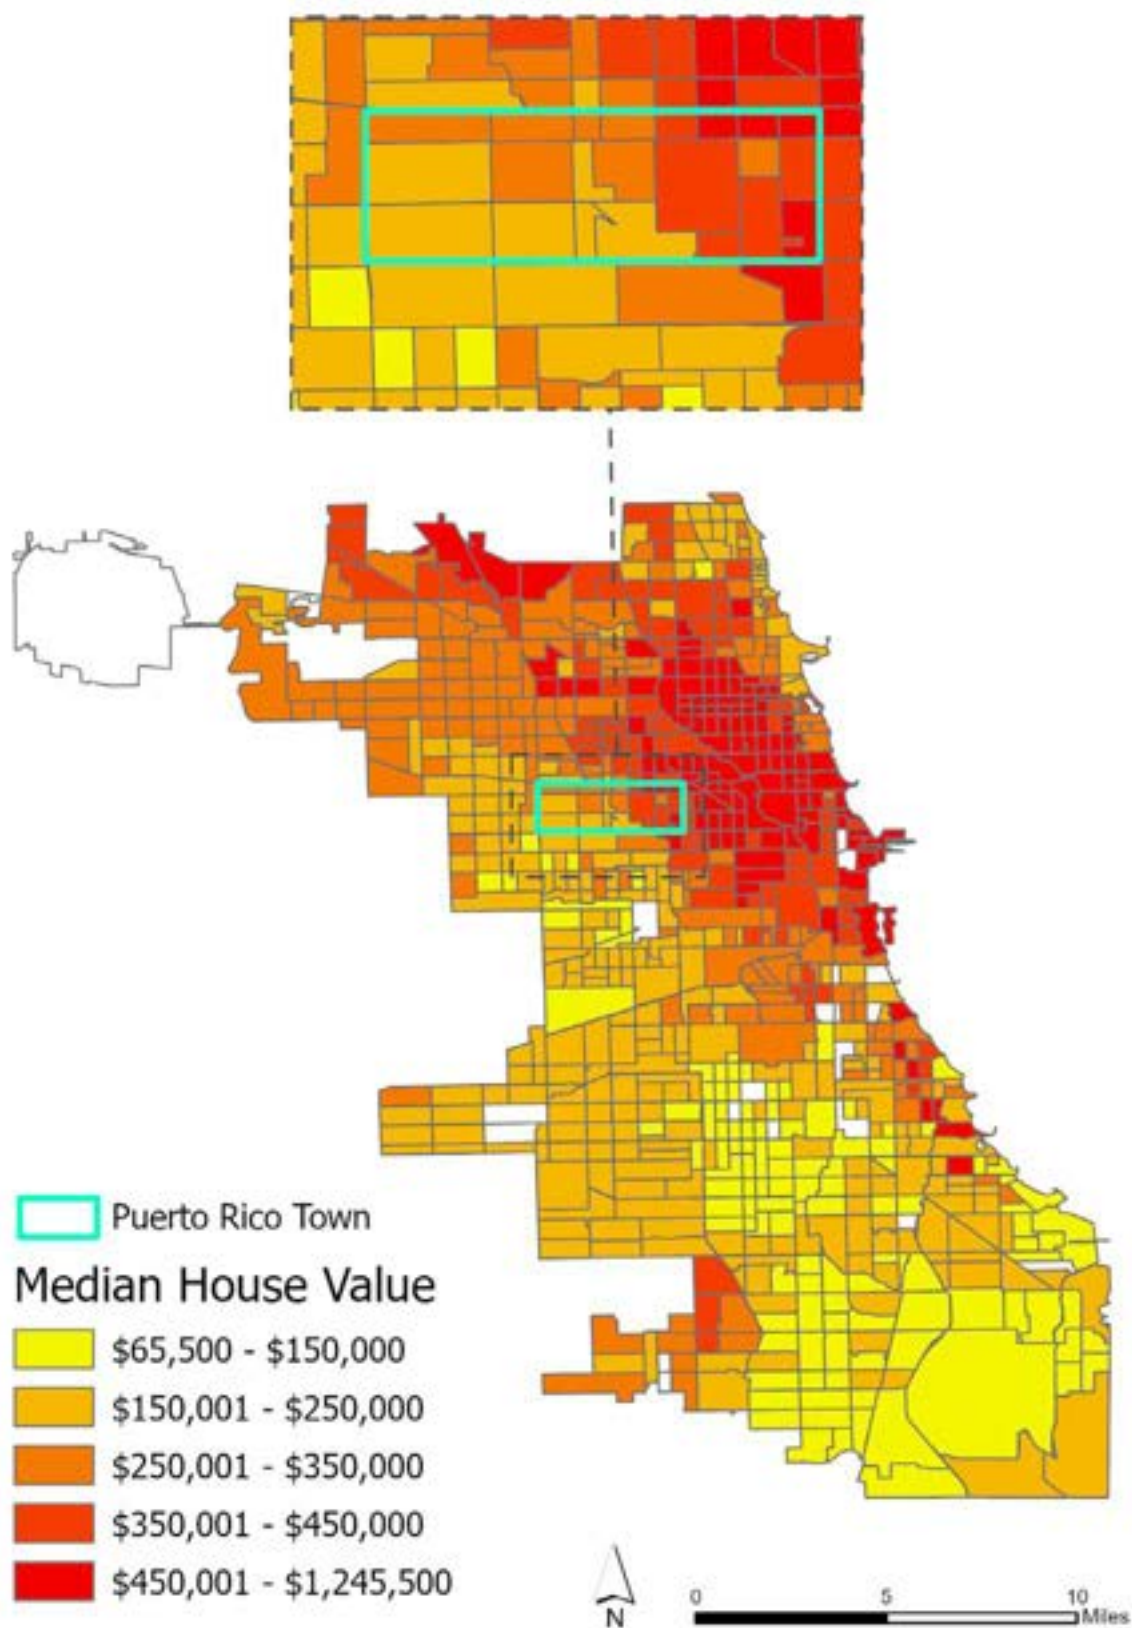 Puerto Rico Town
Median House Value
$65,500 - $150,000
$150,001 - $250,000
$250,001 - $350,000
$350,001 - $450,000
$450,001 - $1,245,500
N
0 5 10
Miles